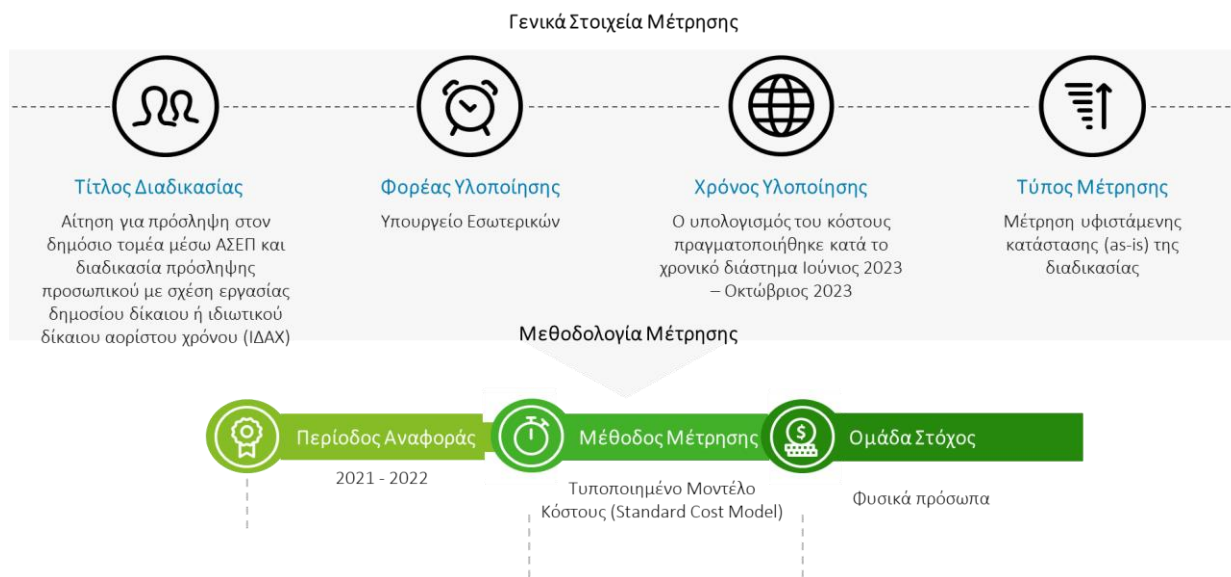 Γενικά Στοιχεία Μέτρησης
Τίτλος Διαδικασίας
Αίτηση για πρόσληψη στον
δημόσιο τομέα μέσω ΑΣΕΠ και
διαδικασία πρόσληψης
προσωπικού με σχέση εργασίας
δημοσίου δίκαιου ή ιδιωτικού
δίκαιου αορίστου χρόνου (ΙΔΑΧ)
Φορέας Υλοποίησης
Υπουργείο Εσωτερικών
Χρόνος Υλοποίησης
Ο υπολογισμός του κόστους
πραγματοποιήθηκε κατά το
χρονικό διάστημα Ιούνιος 2023
– Οκτώβριος 2023
Τύπος Μέτρησης
Μέτρηση υφιστάμενης
κατάστασης (as-is) της
διαδικασίας
Μεθοδολογία Μέτρησης
Περίοδος Αναφοράς
2021 - 2022
Μέθοδος Μέτρησης
Τυποποιημένο Μοντέλο
Κόστους (Standard Cost Model)
Ομάδα Στόχος
Φυσικά πρόσωπα